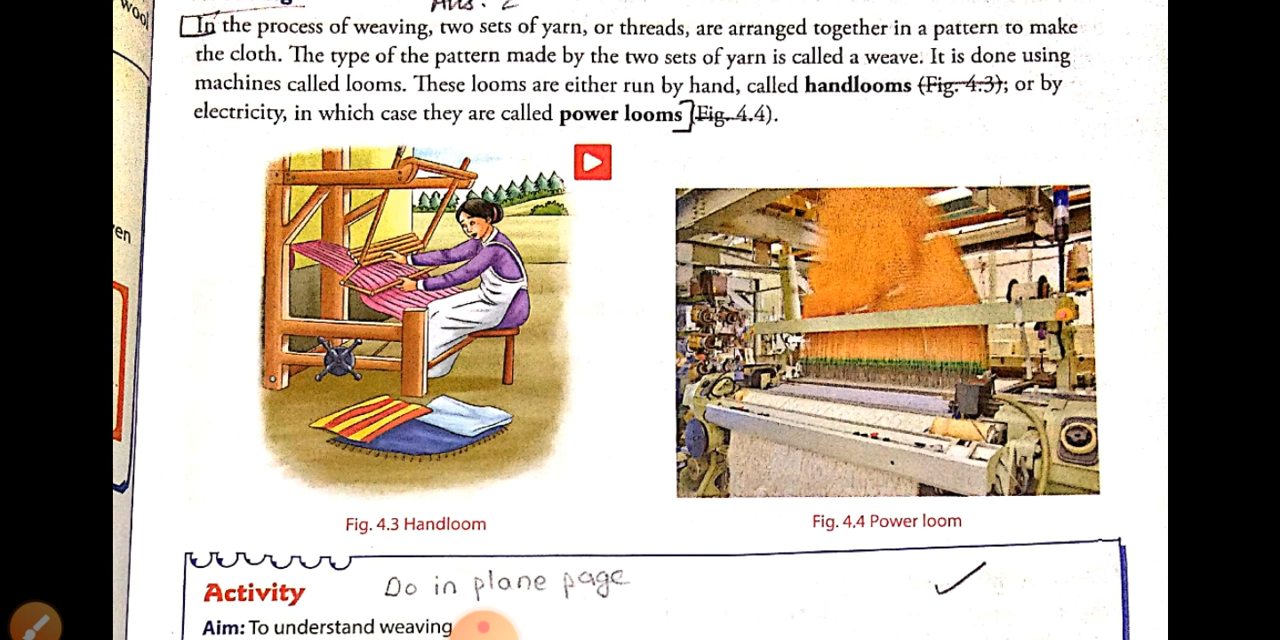 wool
Ans. 2
In the process of weaving, two sets of yarn, or threads, are arranged together in a pattern to make
the cloth. The type of the pattern made by the two sets of yarn is called a weave. It is done using
machines called looms. These looms are either run by hand, called handlooms (Fig. 4.3); or by
electricity, in which case they are called power looms (Fig. 4.4).
en
Fig. 4.3 Handloom
Fig. 4.4 Power loom
Activity
Do in plane page
Aim: To understand weaving